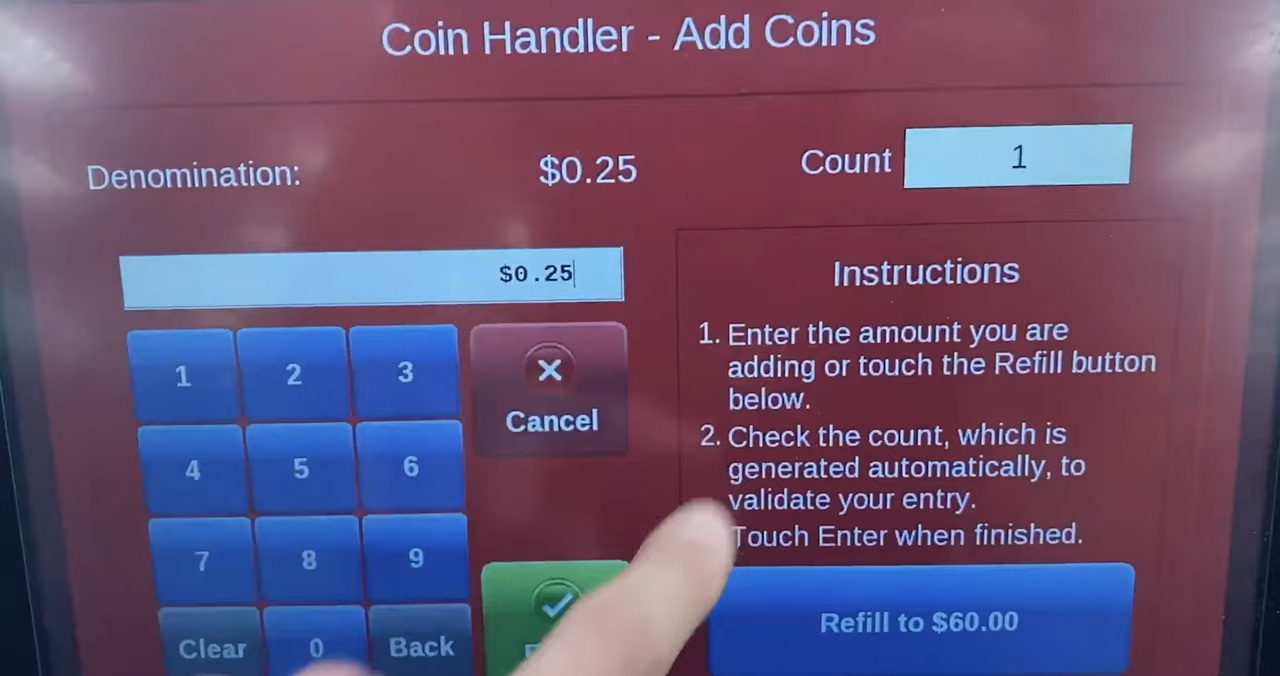 Coin Handler - Add Coins
Denomination:
$0.25
Count
1
$0.25
1
2
3
Cancel
4
5
6
7
8
9
Clear
0
Back
Instructions
1. Enter the amount you are
adding or touch the Refill button
below.
2. Check the count, which is
generated automatically, to
validate your entry.
Touch Enter when finished.
Refill to $60.00